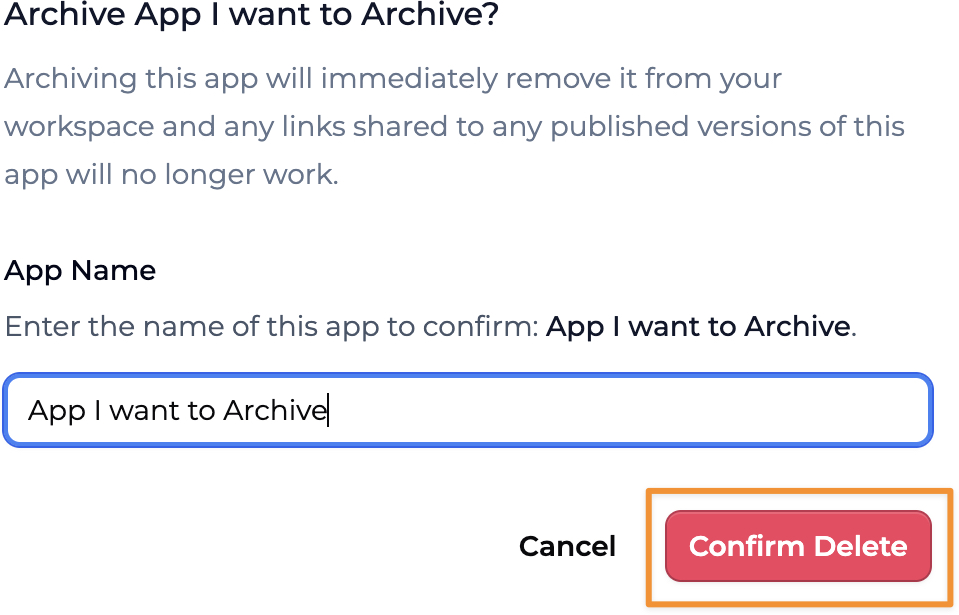 Archive App I want to Archive?
Archiving this app will immediately remove it from your
workspace and any links shared to any published versions of this
app will no longer work.
App Name
Enter the name of this app to confirm: App I want to Archive.
App I want to Archive
Cancel Confirm Delete